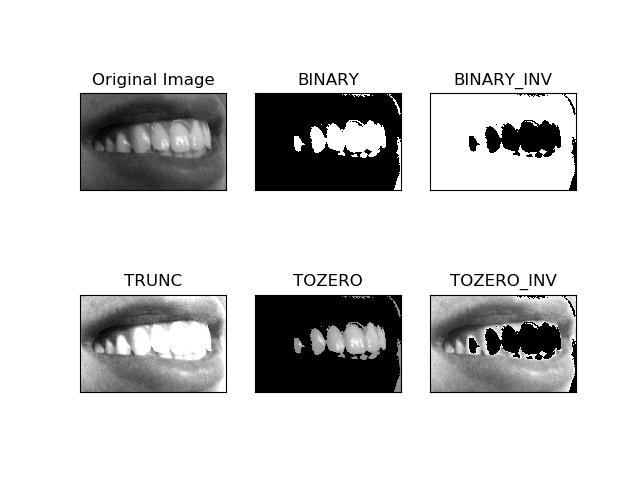 Original Image
BINARY
BINARY_INV
TRUNC
TOZERO
TOZERO_INV